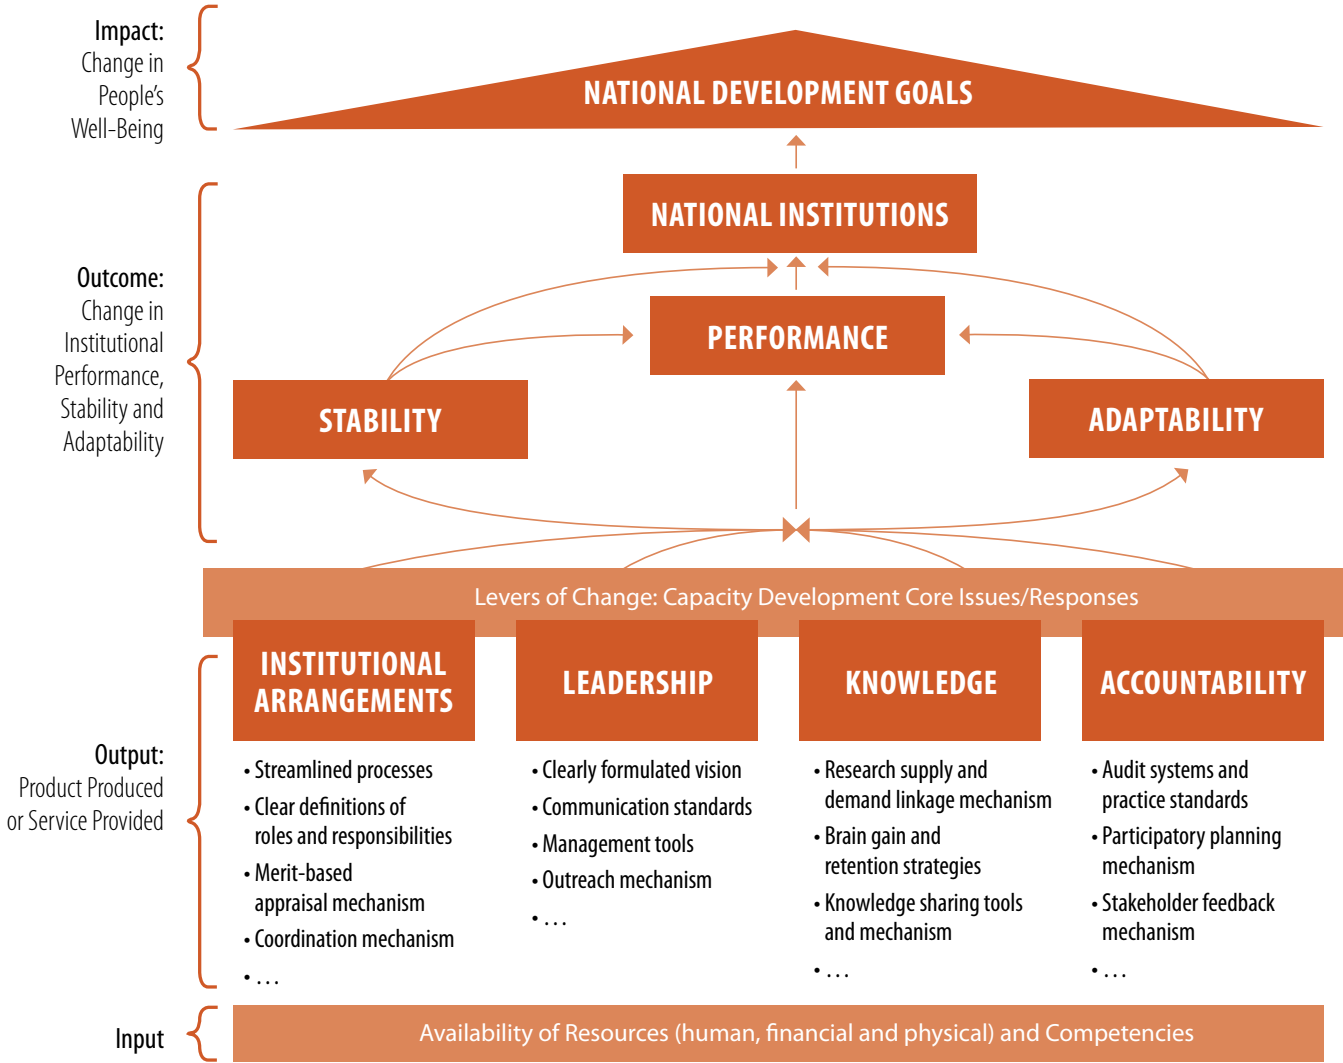 Impact:
Change in
People's
Well-Being
NATIONAL DEVELOPMENT GOALS
Outcome:
Change in
Institutional
Performance,
Stability and
Adaptability
NATIONAL INSTITUTIONS
PERFORMANCE
STABILITY
ADAPTABILITY
Levers of Change: Capacity Development Core Issues/Responses
Output:
Product Produced
or Service Provided
INSTITUTIONAL
ARRANGEMENTS
• Streamlined processes
• Clear definitions of
roles and responsibilities
• Merit-based
appraisal mechanism
• Coordination mechanism
• ...
LEADERSHIP
• Clearly formulated vision
• Communication standards
• Management tools
• Outreach mechanism
• ...
KNOWLEDGE
• Research supply and
demand linkage mechanism
• Brain gain and
retention strategies
• Knowledge sharing tools
and mechanism
• ...
ACCOUNTABILITY
• Audit systems and
practice standards
• Participatory planning
mechanism
• Stakeholder feedback
mechanism
• ...
Input
Availability of Resources (human, financial and physical) and Competencies